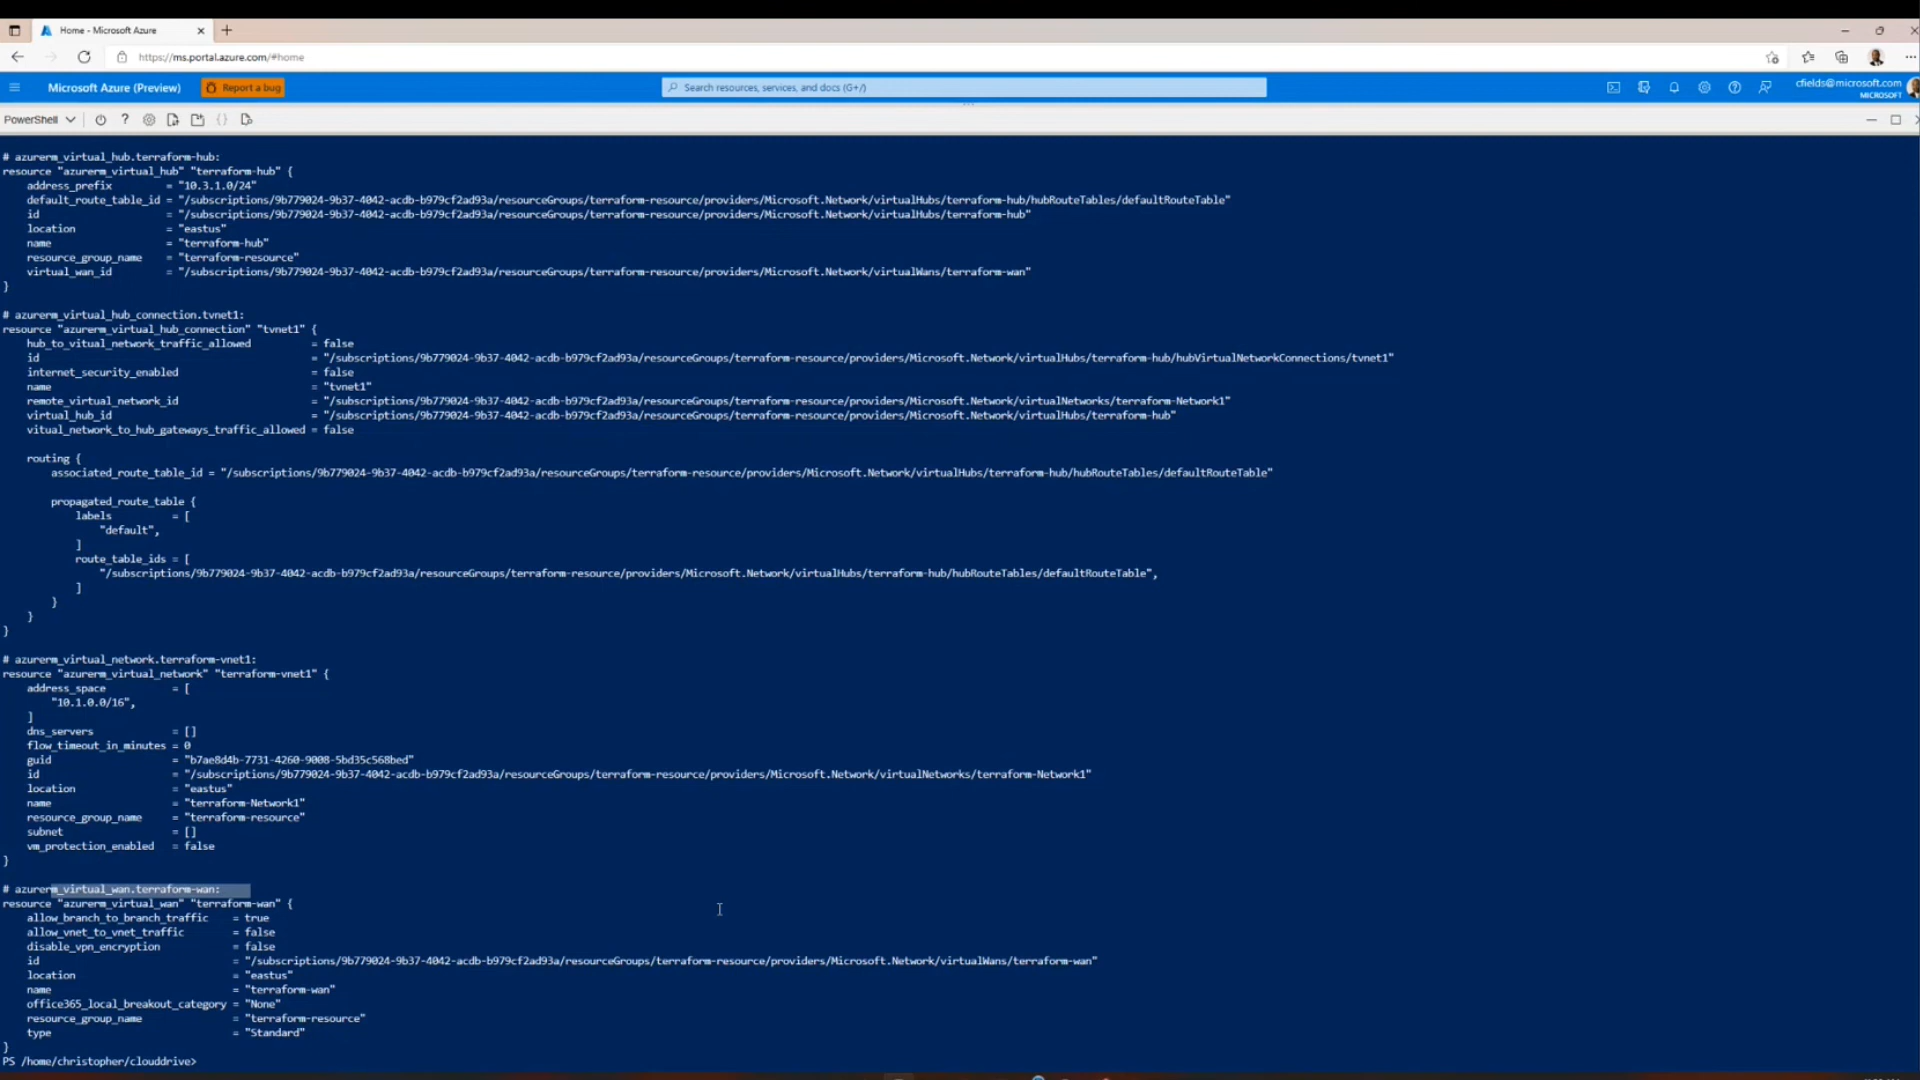 Home - Microsoft Azure
https://ms.portal.azure.com/#home
Microsoft Azure (Preview)
Report a bug
Search resources, services, and docs (G+/)
cfields@microsoft.com
MICROSOFT
PowerShell
# azurerm_virtual_hub.terraform-hub:
resource "azurerm_virtual_hub" "terraform-hub" {
address_prefix = "10.3.1.0/24"
default_route_table_id = "/subscriptions/9b779024-9b37-4042-acdb-b979cf2ad93a/resourceGroups/terraform-resource/providers/Microsoft.Network/virtualHubs/terraform-hub/hubRouteTables/defaultRouteTable"
id = "/subscriptions/9b779024-9b37-4042-acdb-b979cf2ad93a/resourceGroups/terraform-resource/providers/Microsoft.Network/virtualHubs/terraform-hub"
location = "eastus"
name = "terraform-hub"
resource_group_name = "terraform-resource"
virtual_wan_id = "/subscriptions/9b779024-9b37-4042-acdb-b979cf2ad93a/resourceGroups/terraform-resource/providers/Microsoft.Network/virtualWans/terraform-wan"
}
# azurerm_virtual_hub_connection.tvnet1:
resource "azurerm_virtual_hub_connection" "tvnet1" {
hub_to_vitual_network_traffic_allowed = false
id = "/subscriptions/9b779024-9b37-4042-acdb-b979cf2ad93a/resourceGroups/terraform-resource/providers/Microsoft.Network/virtualHubs/terraform-hub/hubVirtualNetworkConnections/tvnet1"
internet_security_enabled = false
name = "tvnet1"
remote_virtual_network_id = "/subscriptions/9b779024-9b37-4042-acdb-b979cf2ad93a/resourceGroups/terraform-resource/providers/Microsoft.Network/virtualNetworks/terraform-Network1"
virtual_hub_id = "/subscriptions/9b779024-9b37-4042-acdb-b979cf2ad93a/resourceGroups/terraform-resource/providers/Microsoft.Network/virtualHubs/terraform-hub"
vitual_network_to_hub_gateways_traffic_allowed = false
routing {
associated_route_table_id = "/subscriptions/9b779024-9b37-4042-acdb-b979cf2ad93a/resourceGroups/terraform-resource/providers/Microsoft.Network/virtualHubs/terraform-hub/hubRouteTables/defaultRouteTable"
propagated_route_table {
labels = [
"default",
]
route_table_ids = [
"/subscriptions/9b779024-9b37-4042-acdb-b979cf2ad93a/resourceGroups/terraform-resource/providers/Microsoft.Network/virtualHubs/terraform-hub/hubRouteTables/defaultRouteTable",
]
}
}
}
# azurerm_virtual_network.terraform-vnet1:
resource "azurerm_virtual_network" "terraform-vnet1" {
address_space = [
"10.1.0.0/16",
]
dns_servers = []
flow_timeout_in_minutes = 0
guid = "b7ae8d4b-7731-4260-9008-5bd35c568bed"
id = "/subscriptions/9b779024-9b37-4042-acdb-b979cf2ad93a/resourceGroups/terraform-resource/providers/Microsoft.Network/virtualNetworks/terraform-Network1"
location = "eastus"
name = "terraform-Network1"
resource_group_name = "terraform-resource"
subnet = []
vm_protection_enabled = false
}
# azurerm_virtual_wan.terraform-wan:
resource "azurerm_virtual_wan" "terraform-wan" {
allow_branch_to_branch_traffic = true
allow_vnet_to_vnet_traffic = false
disable_vpn_encryption = false
id = "/subscriptions/9b779024-9b37-4042-acdb-b979cf2ad93a/resourceGroups/terraform-resource/providers/Microsoft.Network/virtualWans/terraform-wan"
location = "eastus"
name = "terraform-wan"
office365_local_breakout_category = "None"
resource_group_name = "terraform-resource"
type = "Standard"
}
PS /home/christopher/clouddrive>